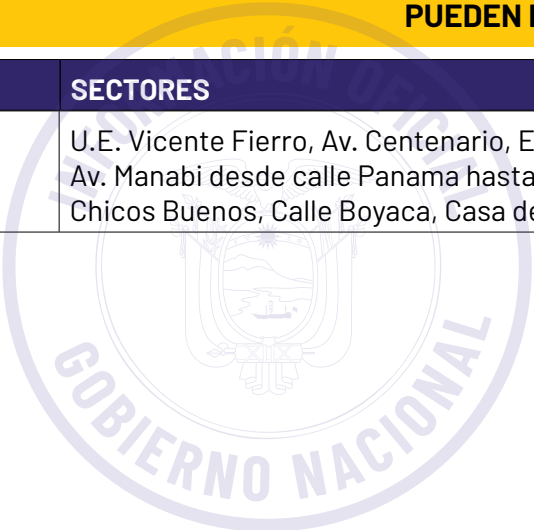 PUEDEN
SECTORES
U.E. Vicente Fierro, Av. Centenario, E
Av. Manabi desde calle Panama hasta
Chicos Buenos, Calle Boyaca, Casa de
INFORMACIÓN OFICIAL
GOBIERNO NACIONAL